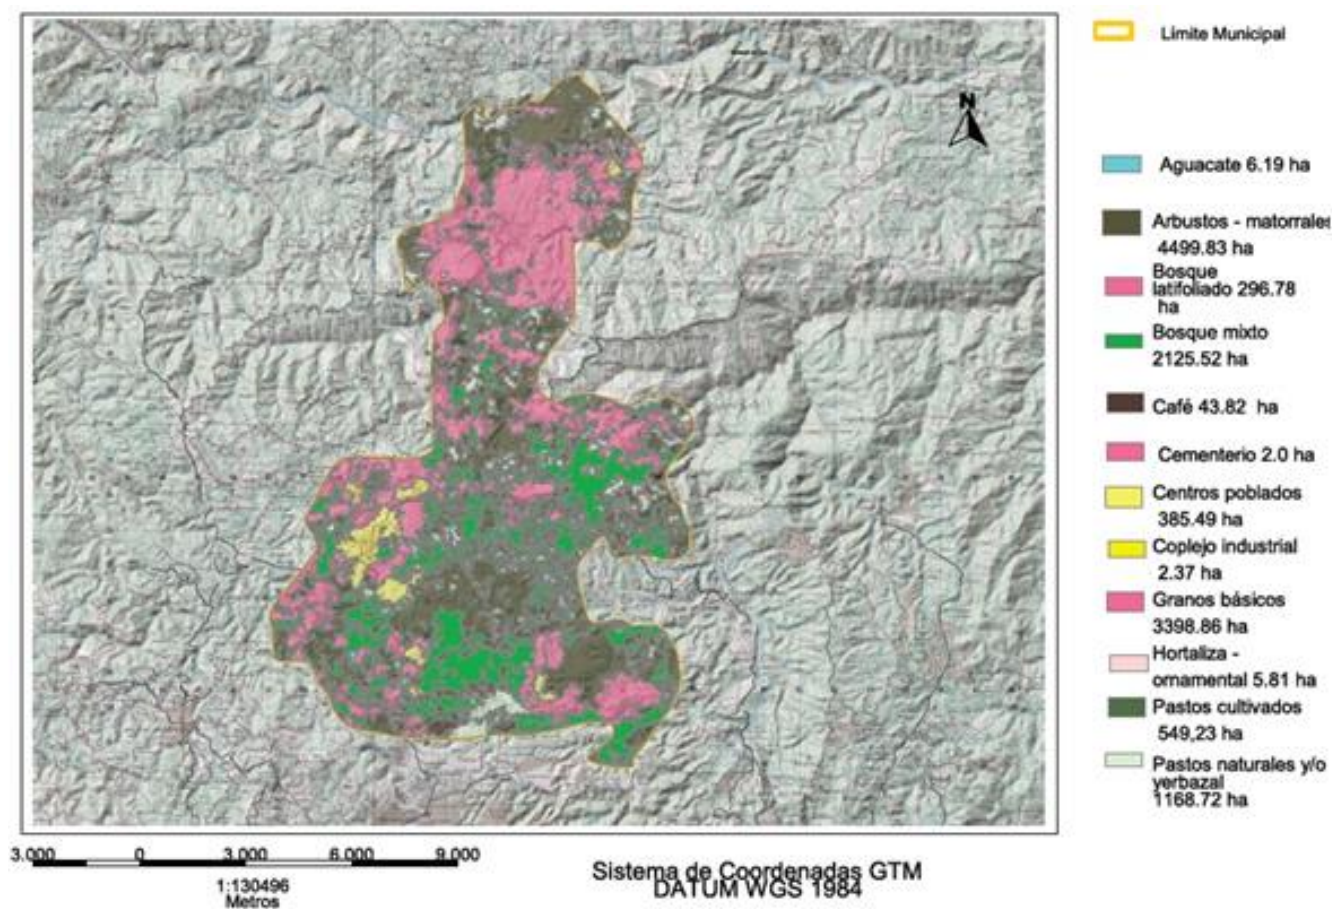 Límite Municipal
N
Aguacate 6.19 ha
Arbustos - matorrales
4499.83 ha
Bosque
latifoliado 296.78
ha
Bosque mixto
2125.52 ha
Café 43.82 ha
Cementerio 2.0 ha
Centros poblados
385.49 ha
Coplejo industrial
2.37 ha
Granos básicos
3398.86 ha
Hortaliza -
ornamental 5.81 ha
Pastos cultivados
549,23 ha
Pastos naturales y/o
yerbazal
1168.72 ha
3.000 0 3.000 6.000 9.000
1:130496
Metros
Sistema de Coordenadas GTM
DATUM WGS 1984